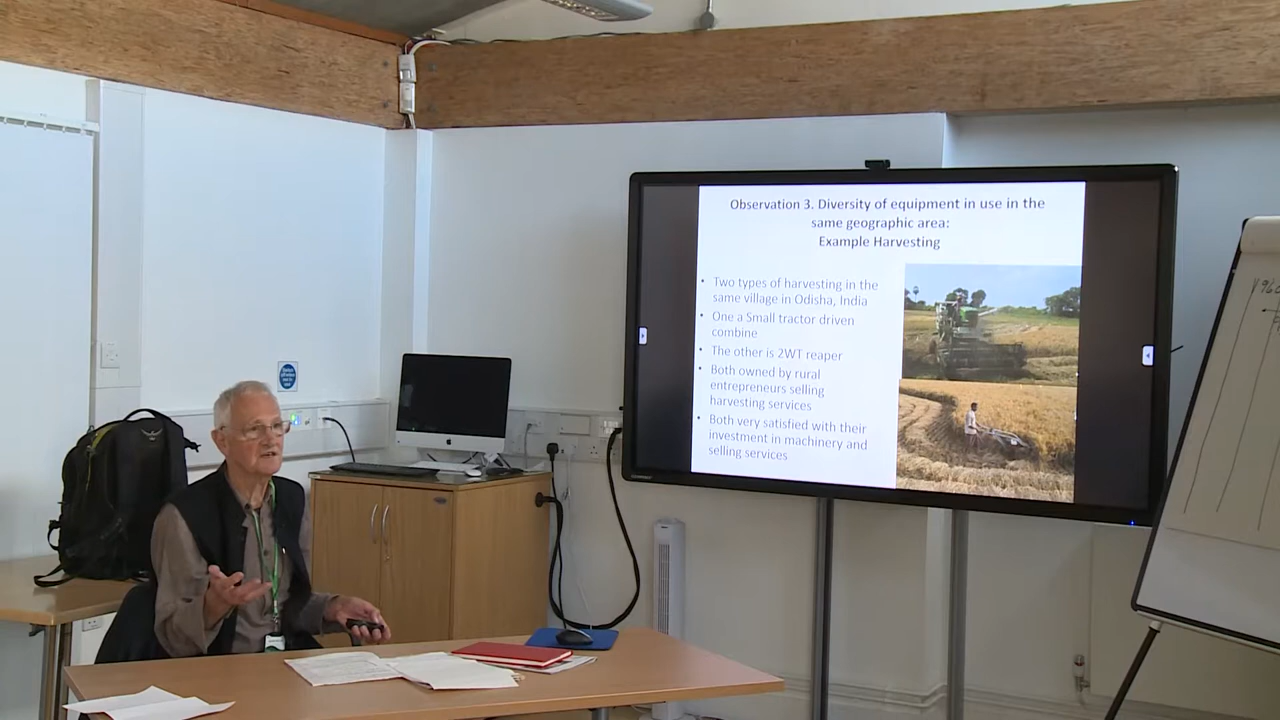 Observation 3. Diversity of equipment in use in the
same geographic area:
Example Harvesting
• Two types of harvesting in the
same village in Odisha, India
• One a Small tractor driven
combine
• The other is 2WT reaper
• Both owned by rural
entrepreneurs selling
harvesting services
• Both very satisfied with their
investment in machinery and
selling services